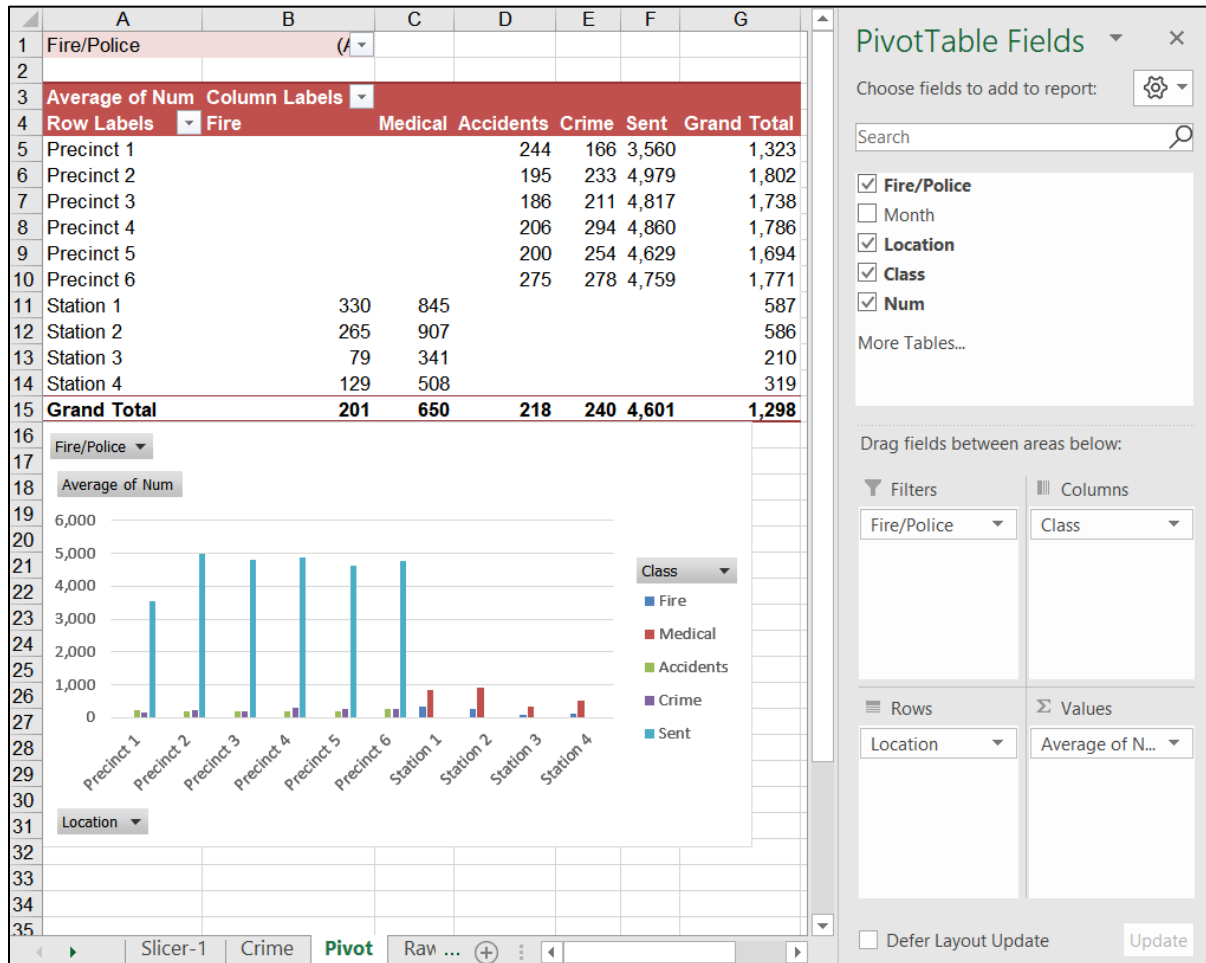 A B C D E F G
1 Fire/Police (A
2
3 Average of Num Column Labels
4 Row Labels Fire Medical Accidents Crime Sent Grand Total
5 Precinct 1 244 166 3,560 1,323
6 Precinct 2 195 233 4,979 1,802
7 Precinct 3 186 211 4,817 1,738
8 Precinct 4 206 294 4,860 1,786
9 Precinct 5 200 254 4,629 1,694
10 Precinct 6 275 278 4,759 1,771
11 Station 1 330 845 587
12 Station 2 265 907 586
13 Station 3 79 341 210
14 Station 4 129 508 319
15 Grand Total 201 650 218 240 4,601 1,298
16
17
18
19
20
21
22
23
24
25
26
27
28
29
30
31
32
33
34
35
Fire/Police
Average of Num
6,000
5,000
4,000
3,000
2,000
1,000
0
Precinct 1 Precinct 2 Precinct 3 Precinct 4 Precinct 5 Precinct 6 Station 1 Station 2 Station 3 Station 4
Class
Fire
Medical
Accidents
Crime
Sent
Location
Slicer-1 Crime Pivot Raw ...
PivotTable Fields
Choose fields to add to report:
Search
Fire/Police
Month
Location
Class
Num
More Tables...
Drag fields between areas below:
Filters Columns
Fire/Police Class
Rows Σ Values
Location Average of N...
Defer Layout Update Update